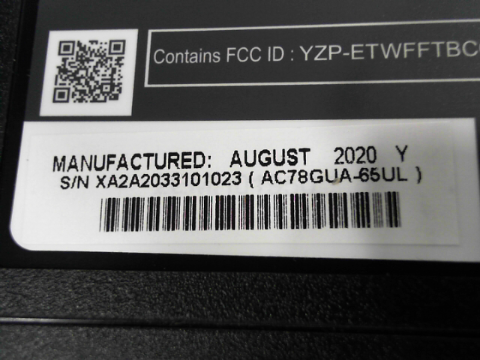 Contains FCC ID : YZP-ETWFFTBC
MANUFACTURED: AUGUST 2020 Y
S/N XA2A2033101023 ( AC78GUA-65UL )